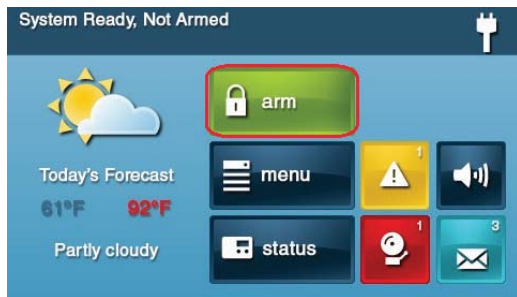 System Ready, Not Armed
arm
Today's Forecast
menu
1
61°F 92°F
Partly cloudy
status
1
3